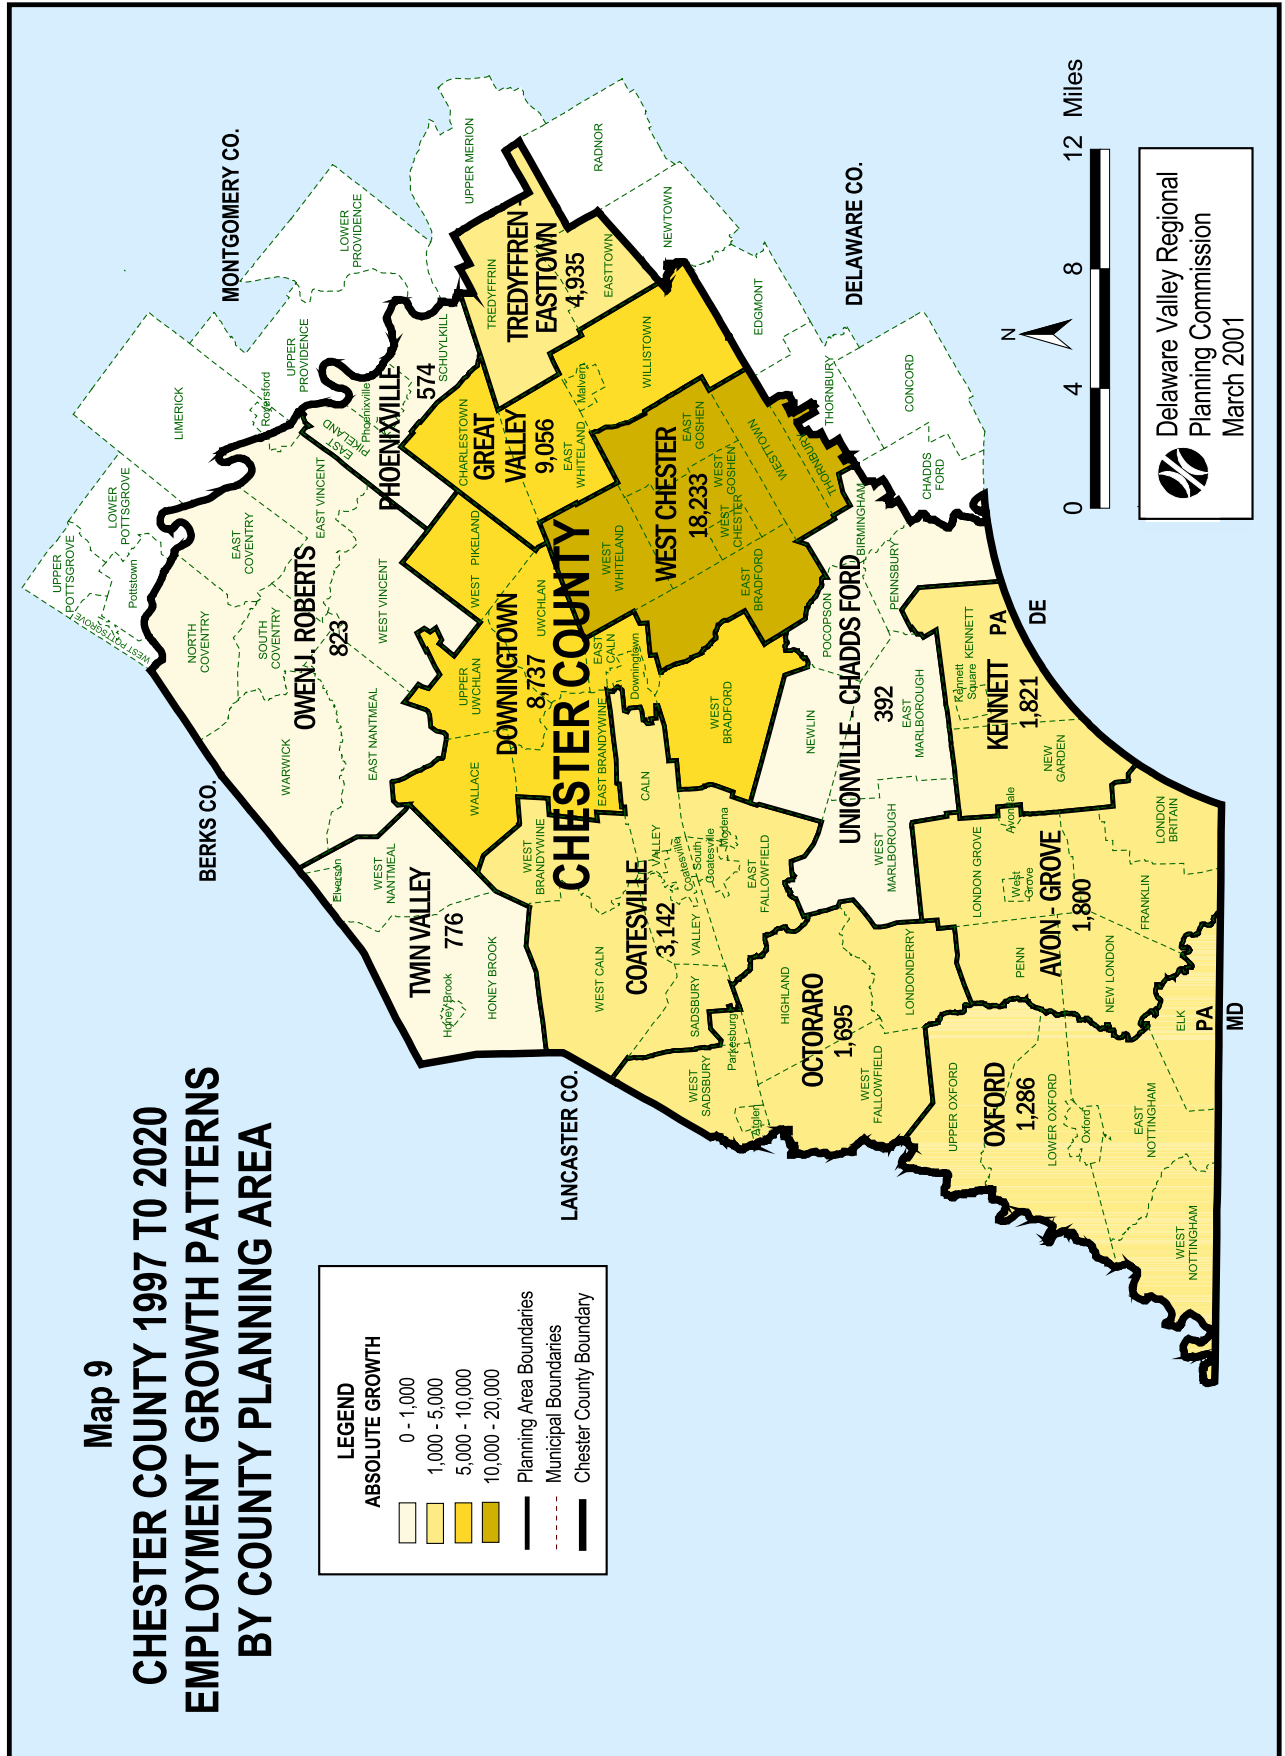 Map 9
CHESTER COUNTY 1997 T0 2020
EMPLOYMENT GROWTH PATTERNS
BY COUNTY PLANNING AREA
LEGEND
ABSOLUTE GROWTH
0 - 1,000
1,000 - 5,000
5,000 - 10,000
10,000 - 20,000
Planning Area Boundaries
Municipal Boundaries
Chester County Boundary
BERKS CO.
MONTGOMERY CO.
LANCASTER CO.
DELAWARE CO.
CHESTER COUNTY
TWIN VALLEY
776
Elverson
WEST
NANTMEAL
Honey Brook
HONEY BROOK
OWEN J. ROBERTS
823
NORTH
COVENTRY
SOUTH
COVENTRY
EAST
COVENTRY
EAST VINCENT
WEST VINCENT
WARWICK
EAST NANTMEAL
PHOENIXVILLE
574
EAST
PIKELAND
Phoenixville
SCHUYLKILL
TREDYFFREN -
EASTTOWN
4,935
TREDYFFRIN
EASTTOWN
GREAT
VALLEY
9,056
CHARLESTOWN
EAST
WHITELAND
Malvern
WILLISTOWN
DOWNINGTOWN
8,737
WEST PIKELAND
UWCHLAN
UPPER
UWCHLAN
WALLACE
EAST BRANDYWINE
EAST
CALN
Downingtown
WEST
BRADFORD
WEST CHESTER
18,233
WEST
WHITELAND
EAST
GOSHEN
WEST
GOSHEN
WEST
CHESTER
WESTTOWN
THORNBURY
EAST
BRADFORD
COATESVILLE
3,142
WEST
BRANDYWINE
CALN
VALLEY
Coatesville
South
Coatesville
Modena
EAST
FALLOWFIELD
WEST CALN
VALLEY
SADSBURY
UNIONVILLE - CHADDS FORD
392
BIRMINGHAM
PENNSBURY
POCOPSON
NEWLIN
EAST
MARLBOROUGH
WEST
MARLBOROUGH
OCTORARO
1,695
Parkesburg
WEST
SADSBURY
Atglen
HIGHLAND
WEST
FALLOWFIELD
LONDONDERRY
KENNETT
1,821
KENNETT
Kennett
Square
NEW
GARDEN
AVON - GROVE
1,800
Avondale
LONDON GROVE
West
Grove
PENN
NEW LONDON
FRANKLIN
LONDON
BRITAIN
OXFORD
1,286
UPPER OXFORD
LOWER OXFORD
Oxford
EAST
NOTTINGHAM
WEST
NOTTINGHAM
ELK
PA
MD
PA
DE
UPPER
POTTSGROVE
LOWER
POTTSGROVE
Pottstown
WEST POTTSGROVE
LIMERICK
Royersford
UPPER
PROVIDENCE
LOWER
PROVIDENCE
UPPER MERION
RADNOR
NEWTOWN
EDGMONT
THORNBURY
CONCORD
CHADDS
FORD
N
0 4 8 12 Miles
Delaware Valley Regional
Planning Commission
March 2001